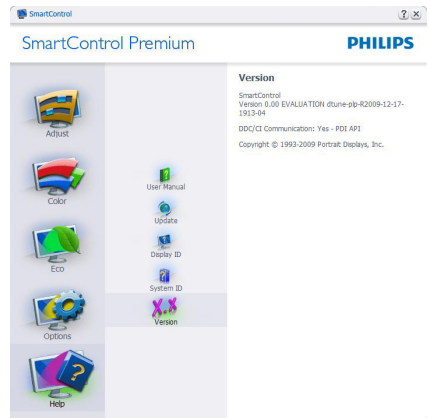 SmartControl
SmartControl Premium
PHILIPS
Adjust
Color
Eco
Options
Help
User Manual
Update
Display ID
System ID
X.X
Version
Version
SmartControl
Version 0.00 EVALUATION dtune-plb-R2009-12-17-
1913-04
DDC/CI Communication: Yes - PDI API
Copyright © 1993-2009 Portrait Displays, Inc.